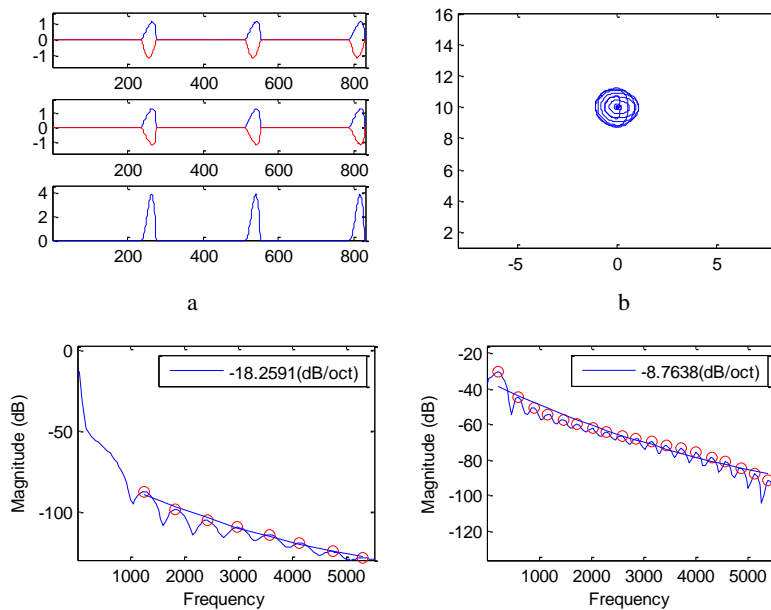 1
0
-1
200 400 600 800
1
0
-1
200 400 600 800
4
2
0
200 400 600 800
a
16
14
12
10
8
6
4
2
-5 0 5
b
0
-50
-100
Magnitude (dB)
-18.2591(dB/oct)
1000 2000 3000 4000 5000
Frequency
-20
-40
-60
-80
-100
-120
Magnitude (dB)
-8.7638(dB/oct)
1000 2000 3000 4000 5000
Frequency